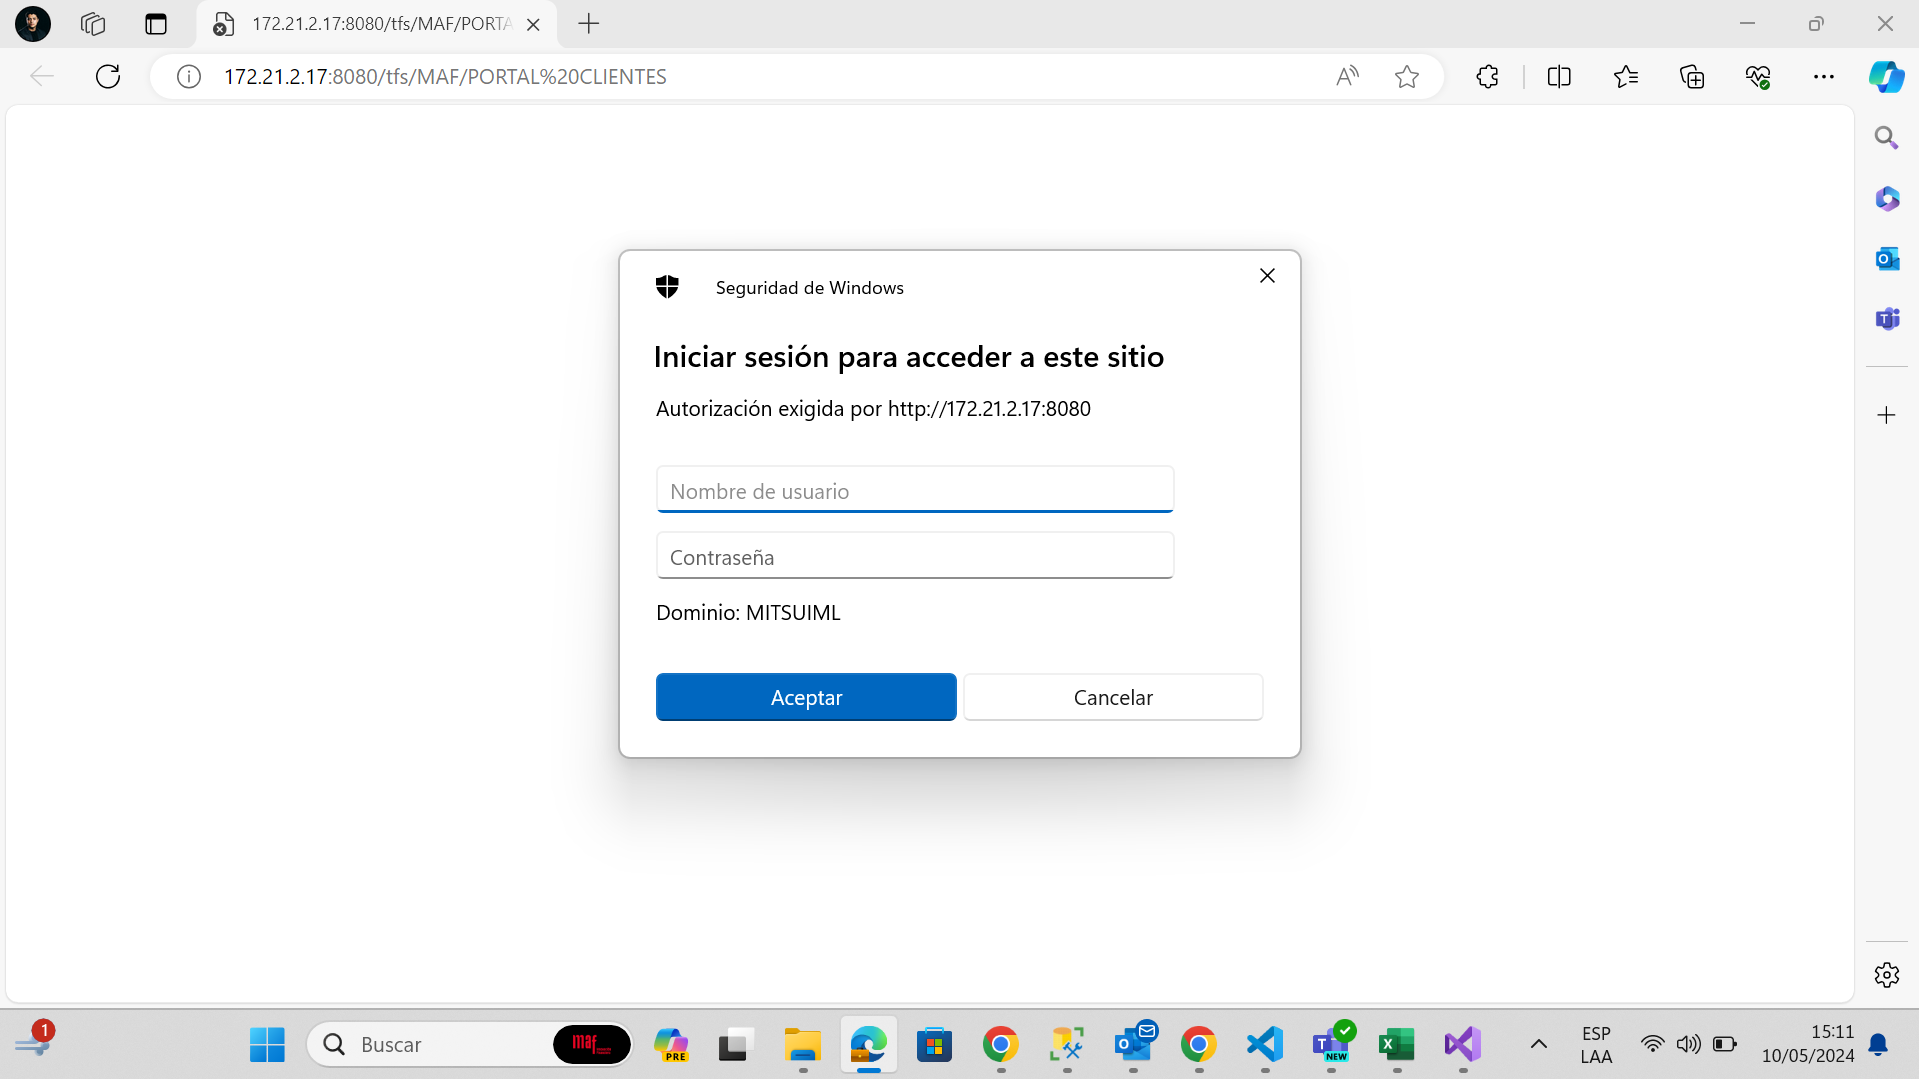 172.21.2.17:8080/tfs/MAF/PORTA
172.21.2.17:8080/tfs/MAF/PORTAL%20CLIENTES
Seguridad de Windows
Iniciar sesión para acceder a este sitio
Autorización exigida por http://172.21.2.17:8080
Nombre de usuario
Contraseña
Dominio: MITSUIML
Aceptar
Cancelar
1
Buscar
maf
PRE
NEW
ESP
LAA
15:11
10/05/2024